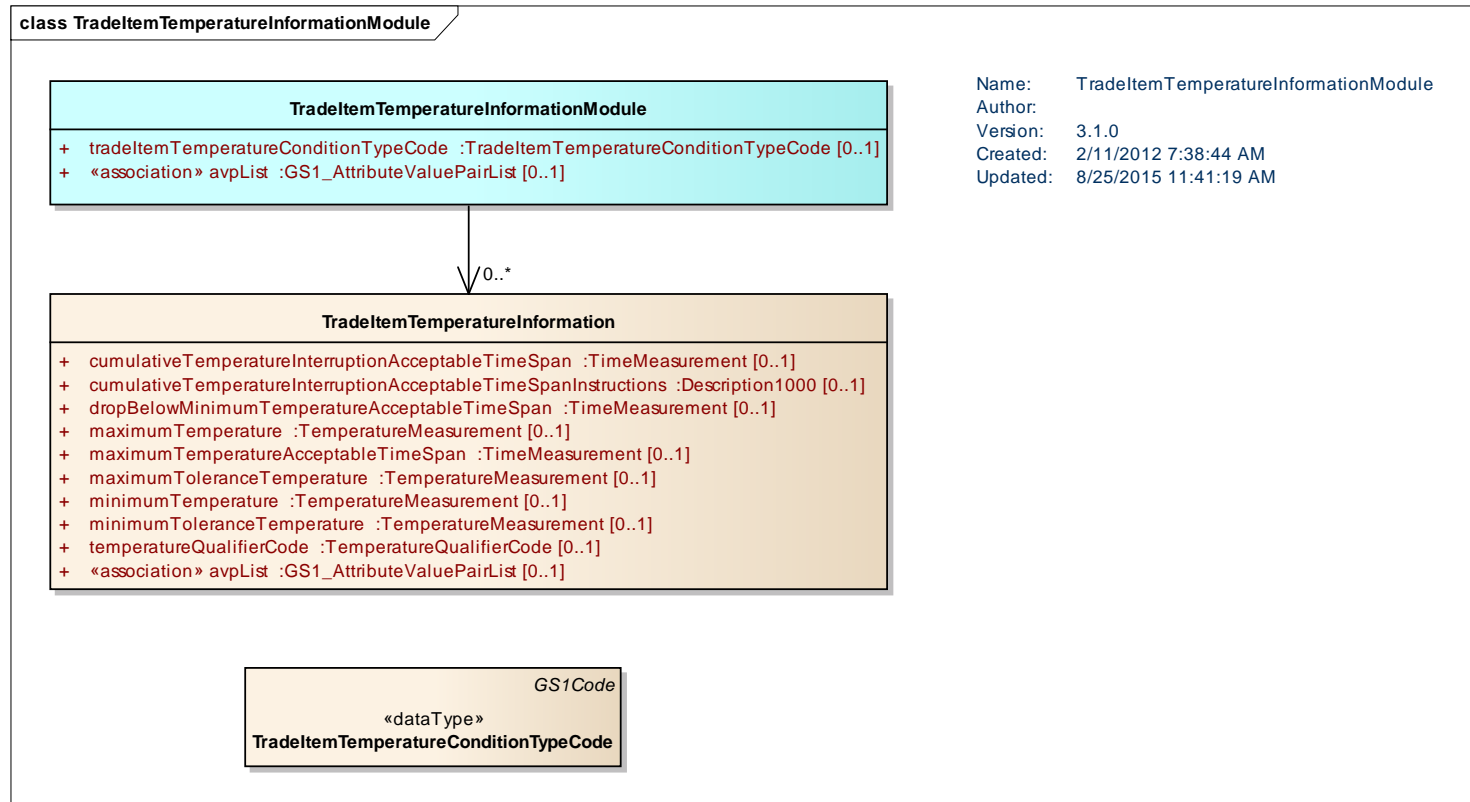 class TradeItemTemperatureInformationModule
TradeItemTemperatureInformationModule
+ tradeItemTemperatureConditionTypeCode :TradeItemTemperatureConditionTypeCode [0..1]
+ «association» avpList :GS1_AttributeValuePairList [0..1]
Name: TradeItemTemperatureInformationModule
Author:
Version: 3.1.0
Created: 2/11/2012 7:38:44 AM
Updated: 8/25/2015 11:41:19 AM
0..*
TradeItemTemperatureInformation
+ cumulativeTemperatureInterruptionAcceptableTimeSpan :TimeMeasurement [0..1]
+ cumulativeTemperatureInterruptionAcceptableTimeSpanInstructions :Description1000 [0..1]
+ dropBelowMinimumTemperatureAcceptableTimeSpan :TimeMeasurement [0..1]
+ maximumTemperature :TemperatureMeasurement [0..1]
+ maximumTemperatureAcceptableTimeSpan :TimeMeasurement [0..1]
+ maximumToleranceTemperature :TemperatureMeasurement [0..1]
+ minimumTemperature :TemperatureMeasurement [0..1]
+ minimumToleranceTemperature :TemperatureMeasurement [0..1]
+ temperatureQualifierCode :TemperatureQualifierCode [0..1]
+ «association» avpList :GS1_AttributeValuePairList [0..1]
GS1Code
«dataType»
TradeItemTemperatureConditionTypeCode